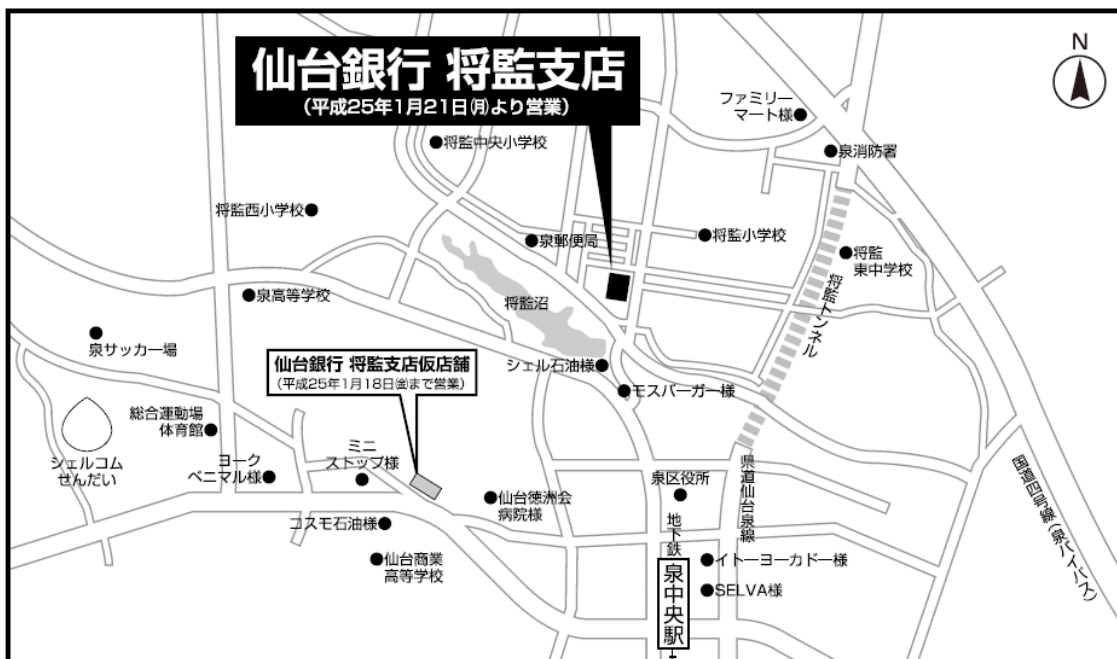 仙台銀行 将監支店
(平成25年1月21日㈪より営業)
N
ファミリー
マート様
泉消防署
将監中央小学校
将監西小学校
泉郵便局
将監小学校
将監
東中学校
将監トンネル
泉高等学校
将監沼
泉サッカー場
仙台銀行 将監支店仮店舗
(平成25年1月18日㈮まで営業)
シェル石油様
モスバーガー様
総合運動場
体育館
シェルコム
せんだい
ヨーク
ベニマル様
ミニ
ストップ様
仙台徳洲会
病院様
コスモ石油様
仙台商業
高等学校
泉区役所
県道仙台泉線
国道四号線(泉バイパス)
地下鉄
泉中央駅
イトーヨーカドー様
SELVA様